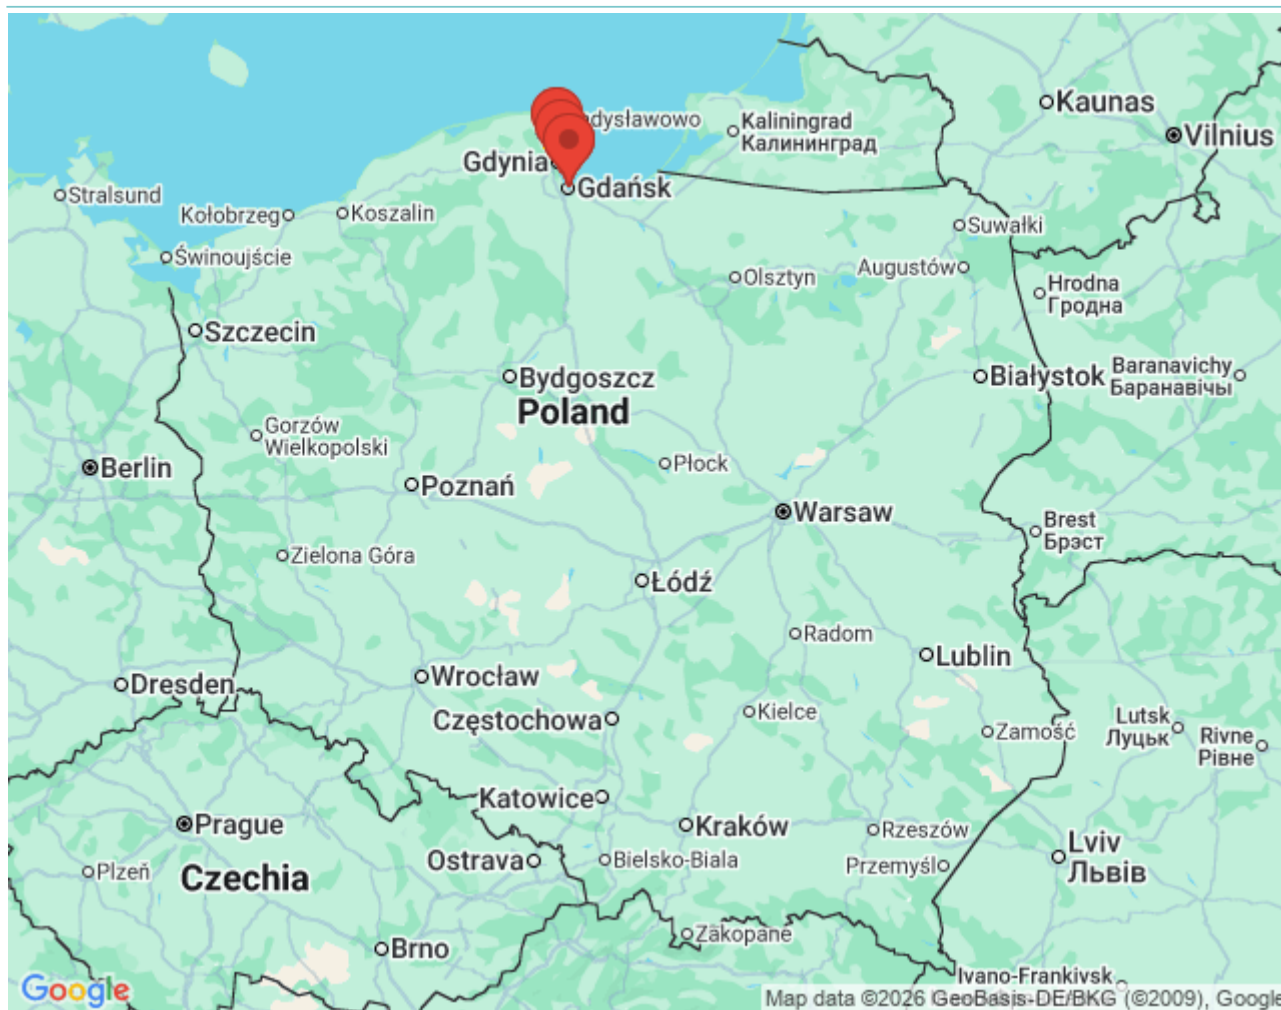 Kaunas
Vilnius
adysławowo
Kaliningrad
Калининград
Gdynia
Gdańsk
Stralsund
Kołobrzeg
Koszalin
Suwałki
Świnoujście
Augustów
Olsztyn
Hrodna
Гродна
Szczecin
Bydgoszcz
Białystok
Baranavichy
Баранавічы
Poland
Gorzów
Wielkopolski
Berlin
Płock
Poznań
Warsaw
Brest
Брэст
Zielona Góra
Łódź
Radom
Lublin
Dresden
Wrocław
Częstochowa
Kielce
Zamość
Lutsk
Луцьк
Rivne
Рівне
Katowice
Prague
Kraków
Rzeszów
Lviv
Львів
Plzeň
Czechia
Ostrava
Bielsko-Biala
Przemyśl
Brno
Zakopane
Ivano-Frankivsk
Google
Map data ©2026 GeoBasis-DE/BKG (©2009), Google